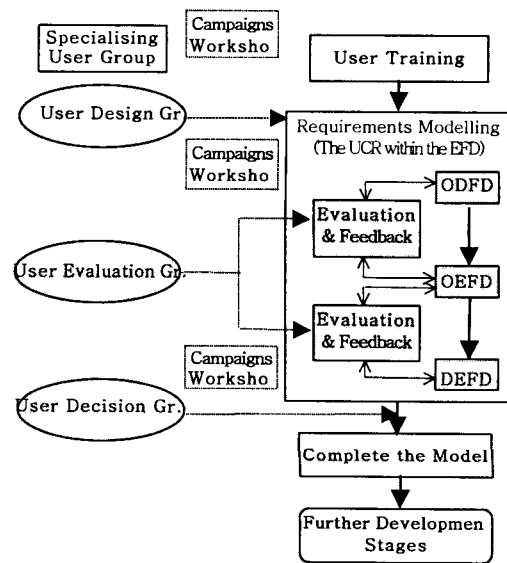 Specialising
User Group
Campaigns
Worksho
User Training
User Design Gr.
Requirements Modelling
(The UCR within the EFD)
Campaigns
Worksho
ODFD
Evaluation
& Feedback
User Evaluation Gr.
OEFD
Evaluation
& Feedback
Campaigns
Worksho
DEFD
User Decision Gr.
Complete the Model
Further Developmen
Stages